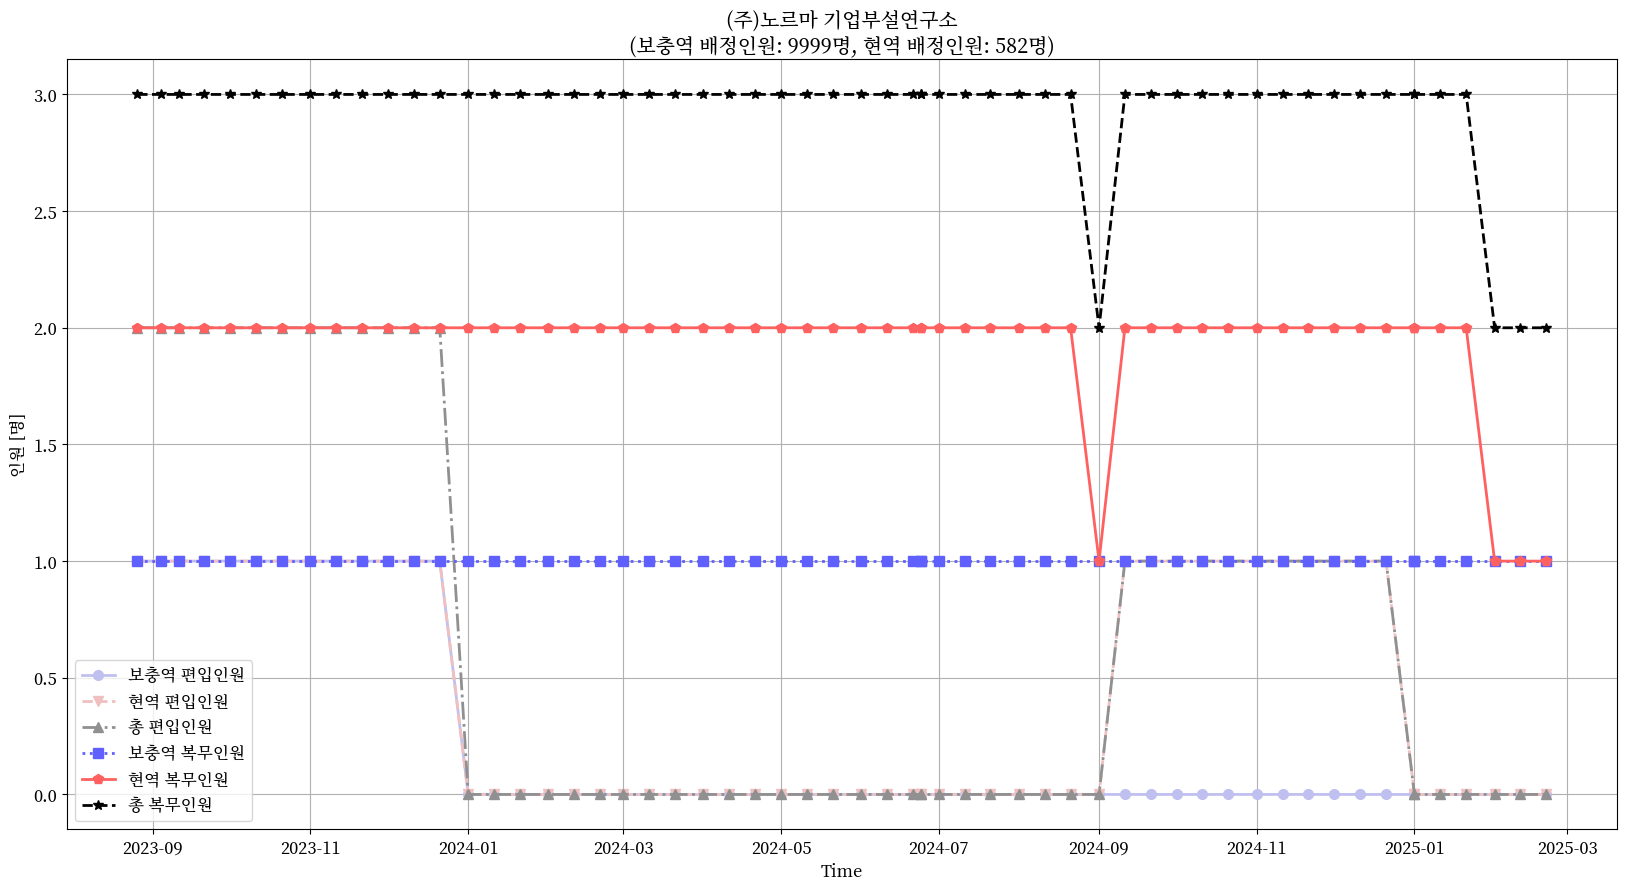 (주)노르마 기업부설연구소
(보충역 배정인원: 9999명, 현역 배정인원: 582명)
인원 [명]
3.0
2.5
2.0
1.5
1.0
0.5
0.0
보충역 편입인원
현역 편입인원
총 편입인원
보충역 복무인원
현역 복무인원
총 복무인원
2023-09 2023-11 2024-01 2024-03 2024-05 2024-07 2024-09 2024-11 2025-01 2025-03
Time